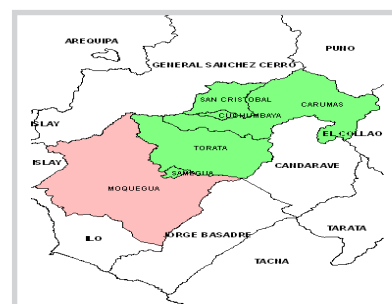 AREQUIPA
PUNO
GENERAL SANCHEZ CERRO
SAN CRISTOBAL
CARUMAS
CUCHUMBAYA
ISLAY
EL COLLAO
TORATA
ISLAY
CANDARAVE
SAMEGUA
MOQUEGUA
ILO
JORGE BASADRE
TARATA
TACNA